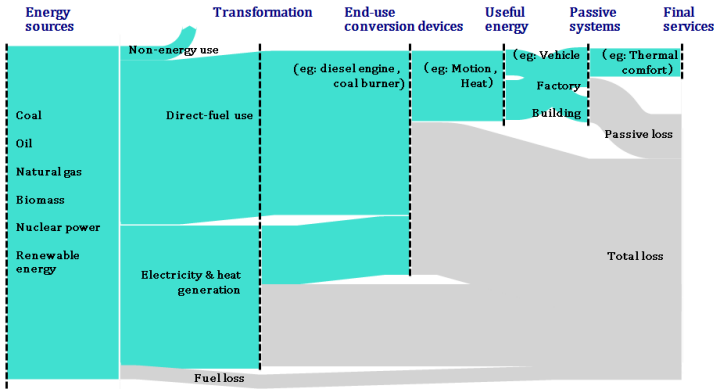 Energy
sources
Transformation
End-use
conversion devices
Useful
energy
Passive
systems
Final
services
Non-energy use
(eg: diesel engine,
coal burner)
(eg: Motion,
Heat)
(eg: Vehicle
Factory
Building
(eg: Thermal
comfort)
Coal
Oil
Natural gas
Biomass
Nuclear power
Renewable
energy
Direct-fuel use
Passive loss
Electricity & heat
generation
Total loss
Fuel loss